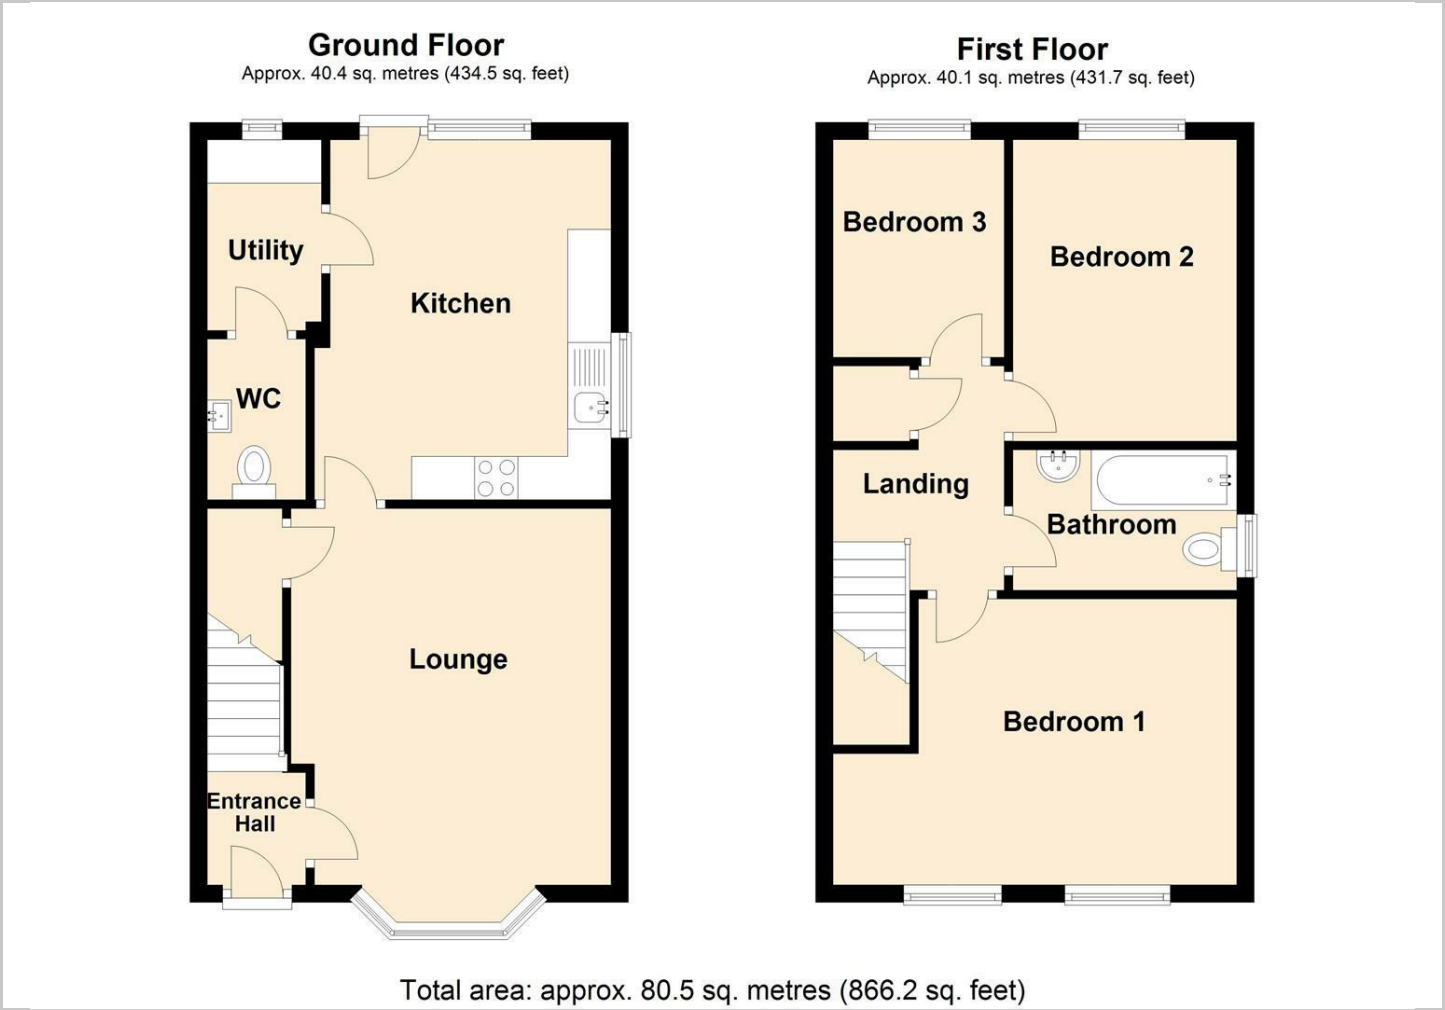 Ground Floor
Approx. 40.4 sq. metres (434.5 sq. feet)
Utility
Kitchen
WC
Lounge
Entrance
Hall
First Floor
Approx. 40.1 sq. metres (431.7 sq. feet)
Bedroom 3
Bedroom 2
Landing
Bathroom
Bedroom 1
Total area: approx. 80.5 sq. metres (866.2 sq. feet)